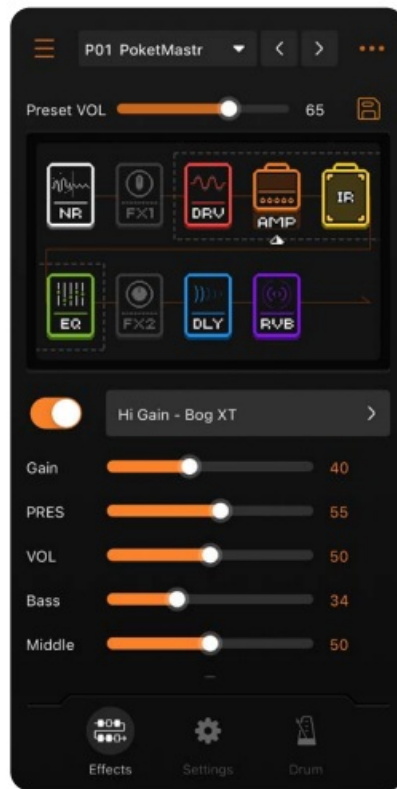 P01 PoketMastr
Preset VOL 65
NR FX1 DRV AMP IR
EQ FX2 DLY RVB
Hi Gain - Bog XT
Gain 40
PRES 55
VOL 50
Bass 34
Middle 50
Effects Settings Drum